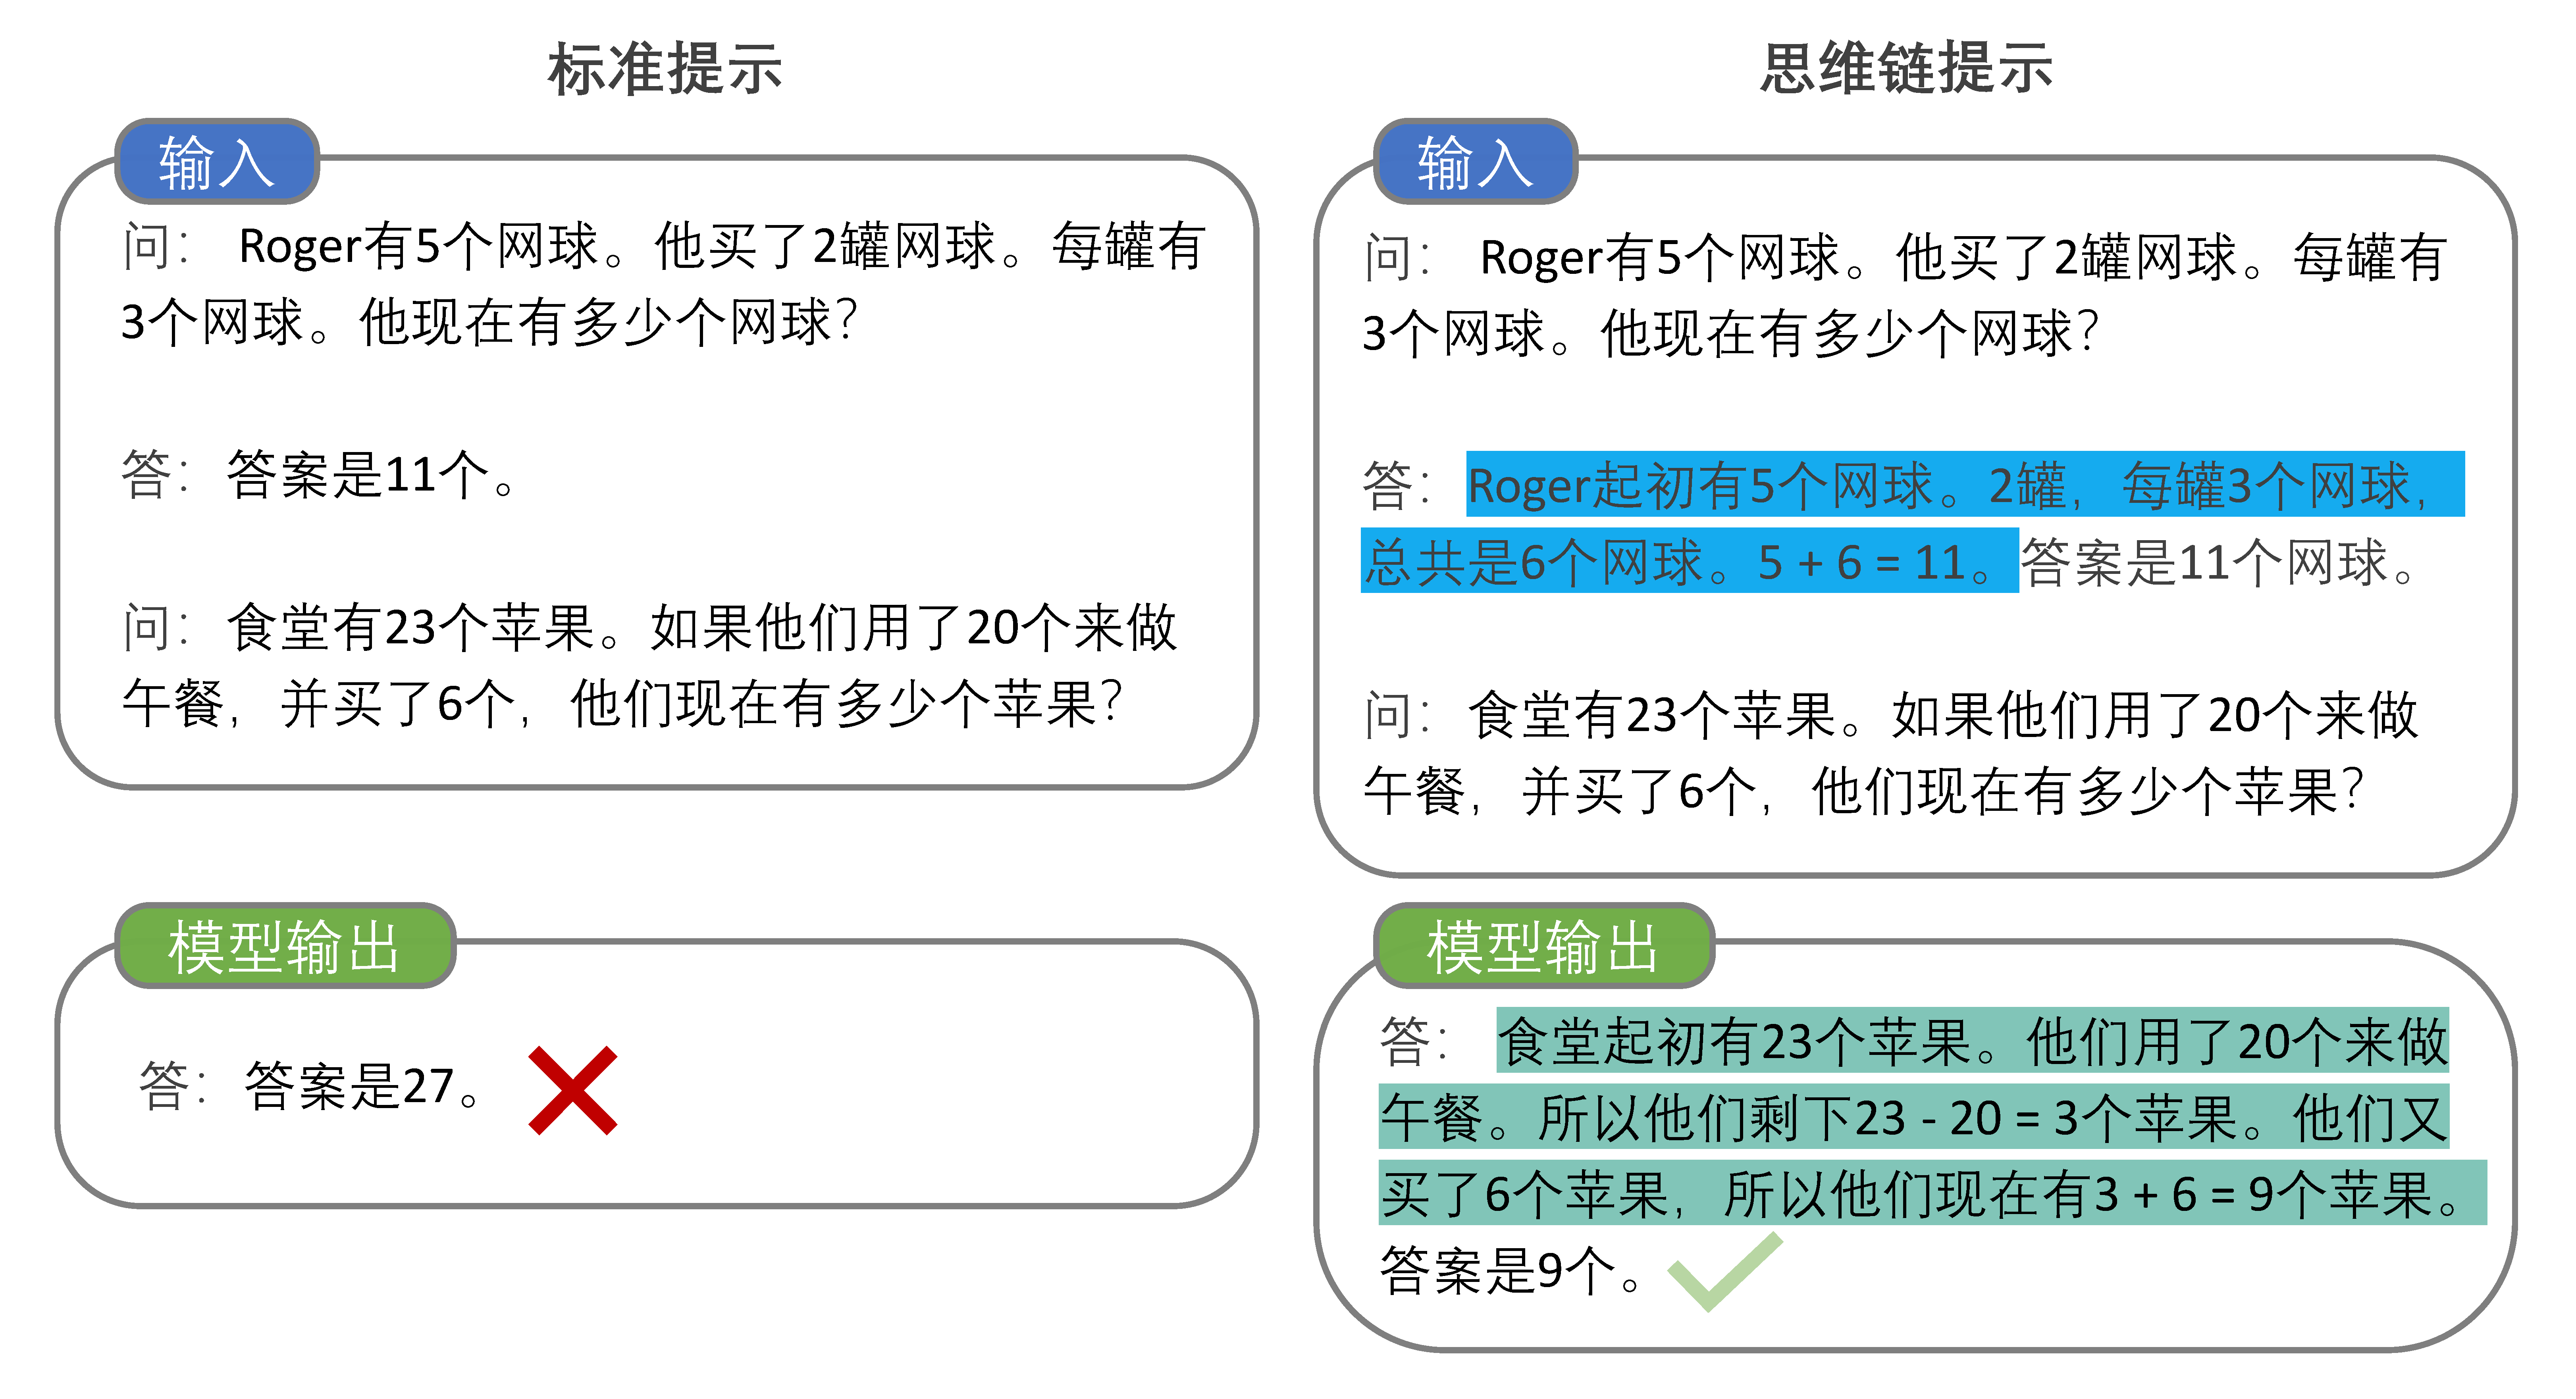 标准提示
输入
问： Roger有5个网球。他买了2罐网球。每罐有
3个网球。他现在有多少个网球？
答：答案是11个。
问：食堂有23个苹果。如果他们用了20个来做
午餐，并买了6个，他们现在有多少个苹果？
模型输出
答：答案是27。
思维链提示
输入
问： Roger有5个网球。他买了2罐网球。每罐有
3个网球。他现在有多少个网球？
答：Roger起初有5个网球。2罐，每罐3个网球，
总共是6个网球。5 + 6 = 11。答案是11个网球。
问：食堂有23个苹果。如果他们用了20个来做
午餐，并买了6个，他们现在有多少个苹果？
模型输出
答： 食堂起初有23个苹果。他们用了20个来做
午餐。所以他们剩下23 - 20 = 3个苹果。他们又
买了6个苹果，所以他们现在有3 + 6 = 9个苹果。
答案是9个。